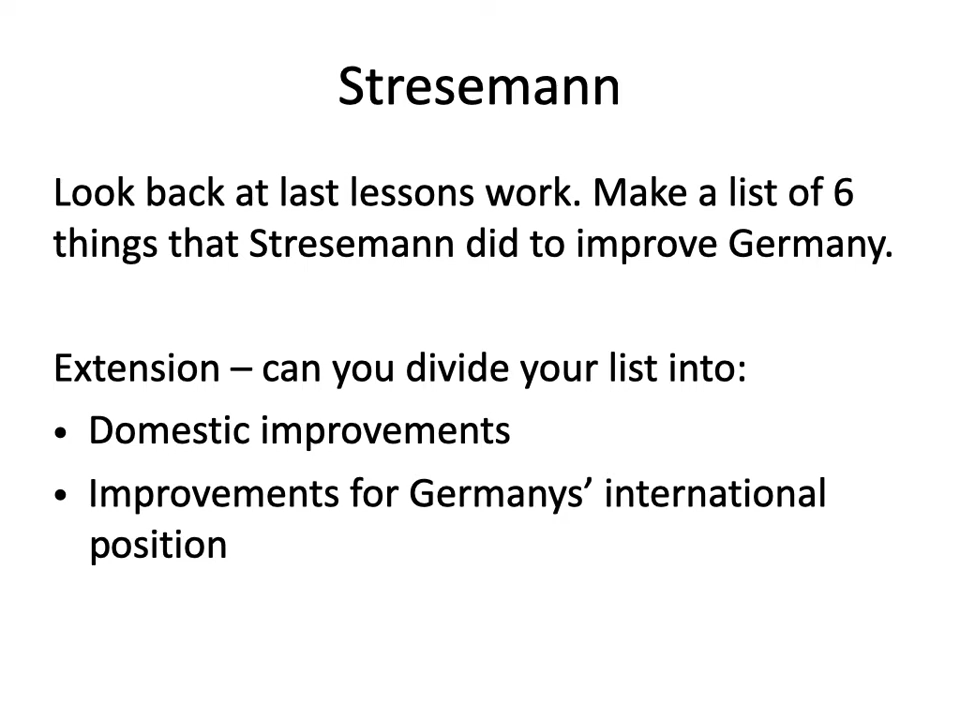 Stresemann
Look back at last lessons work. Make a list of 6
things that Stresemann did to improve Germany.
Extension – can you divide your list into:
• Domestic improvements
• Improvements for Germanys’ international
position